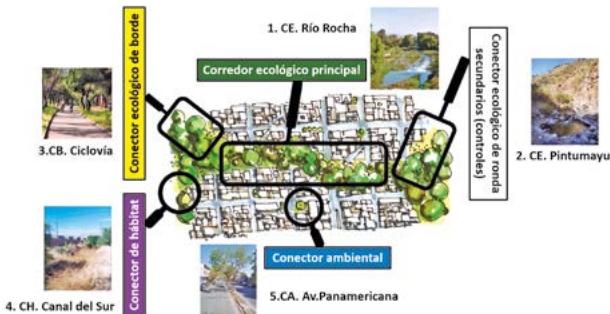 1. CE. Río Rocha
Corredor ecológico principal
Conector ecológico de borde
3.CB. Ciclovía
Conector ecológico de ronda
secundarios (controles)
2. CE. Pintumayu
Conector de hábitat
4. CH. Canal del Sur
Conector ambiental
5.CA. Av.Panamericana